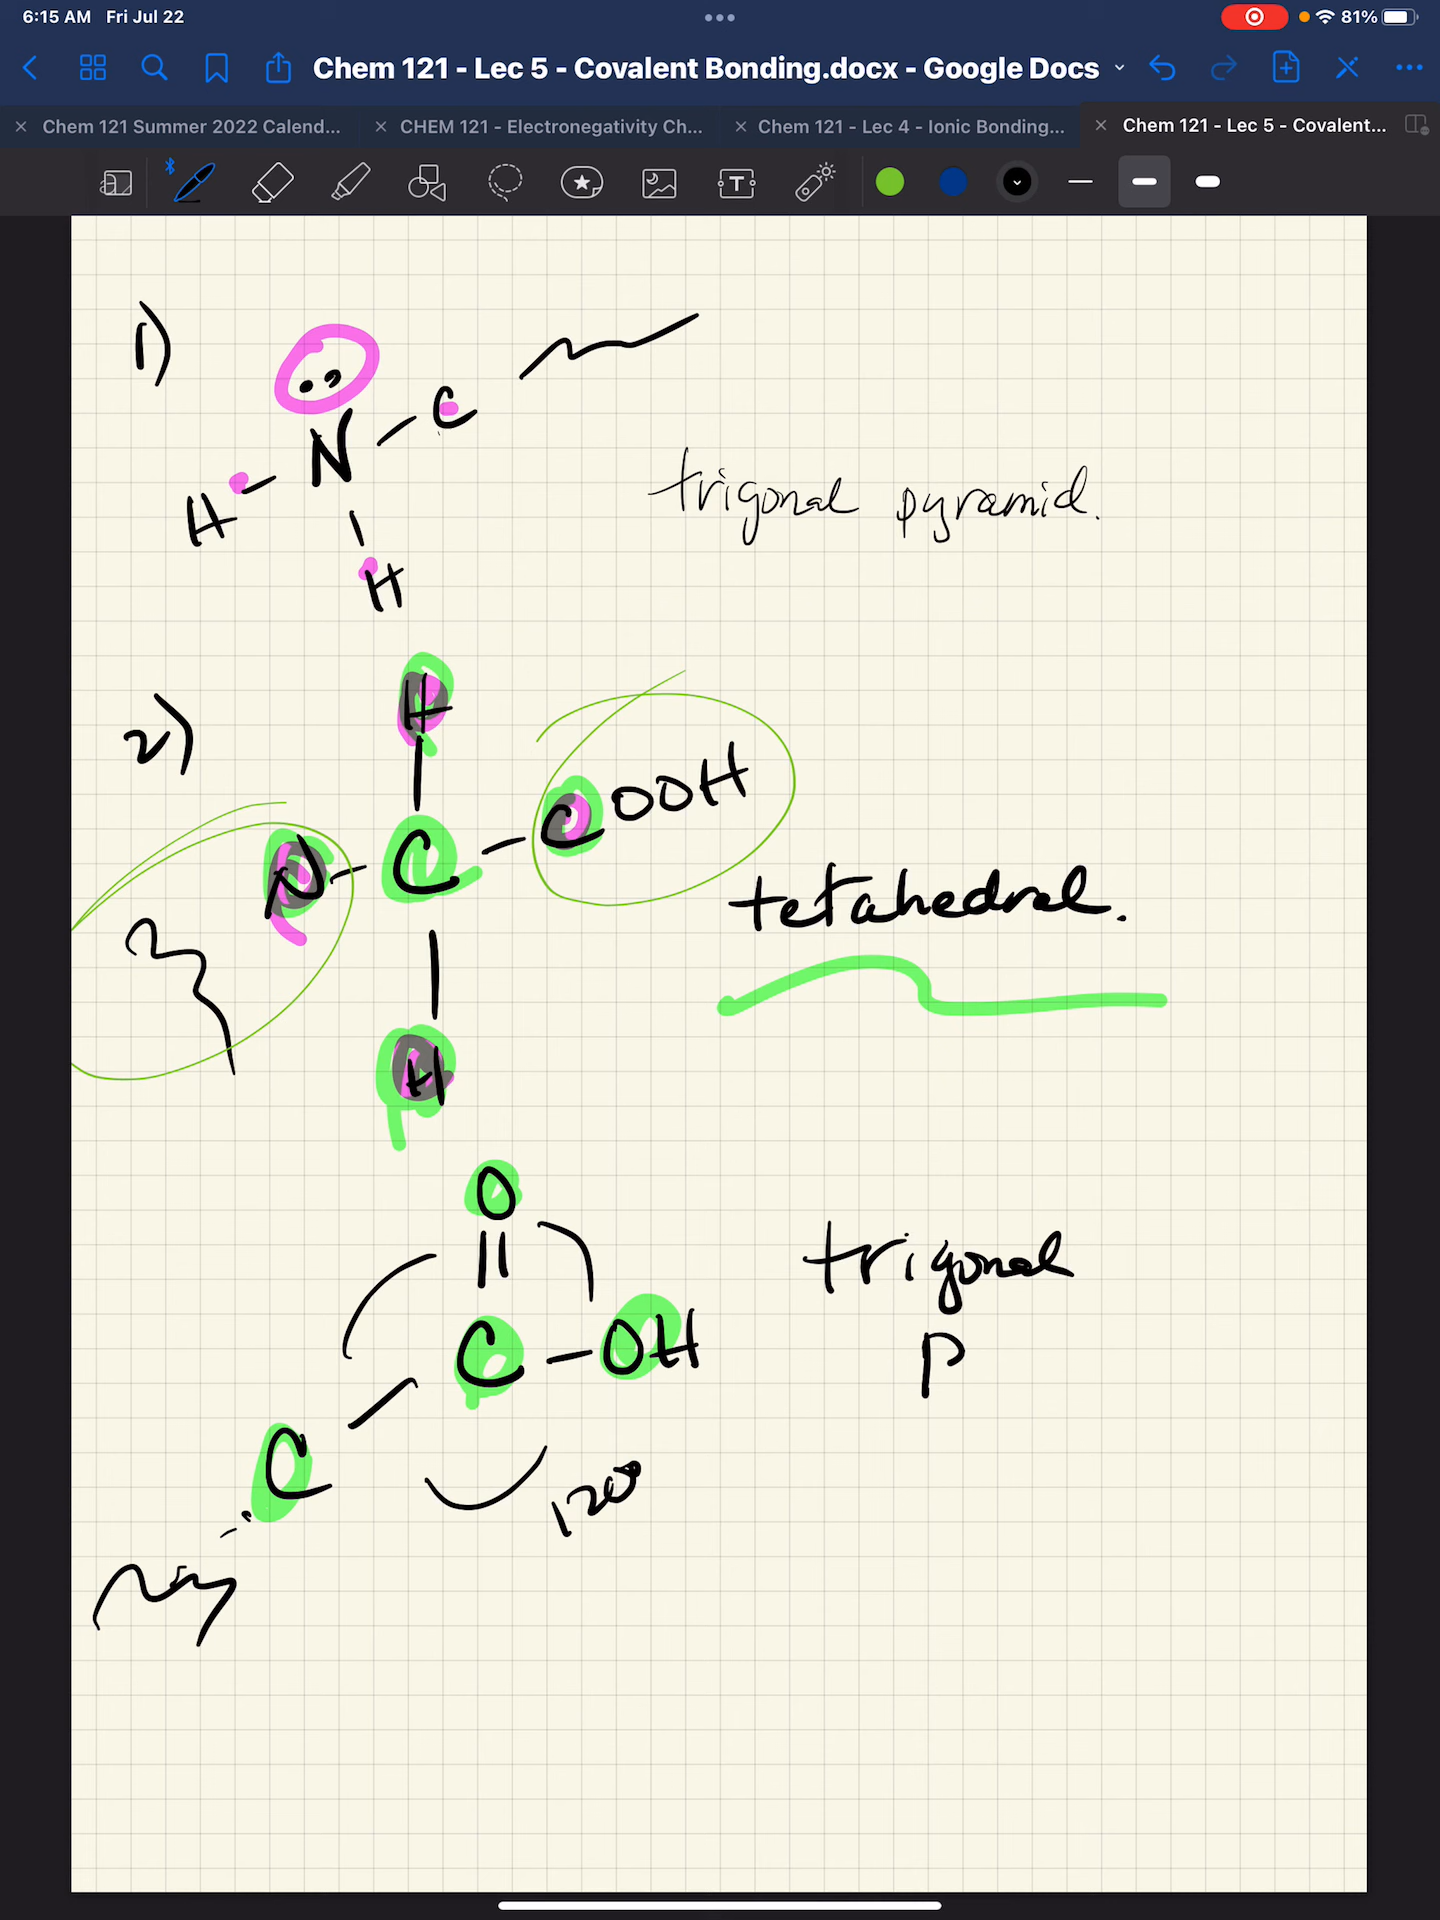 6:15 AM Fri Jul 22
81%
Chem 121 - Lec 5 - Covalent Bonding.docx - Google Docs
Chem 121 Summer 2022 Calend...
CHEM 121 - Electronegativity Ch...
Chem 121 - Lec 4 - Ionic Bonding...
Chem 121 - Lec 5 - Covalent...
T
1)
N - C
H -
H
trigonal pyramid.
2)
H
N - C - COOH
H
tetahedral.
O
C - OH
C
120°
trigonal
P